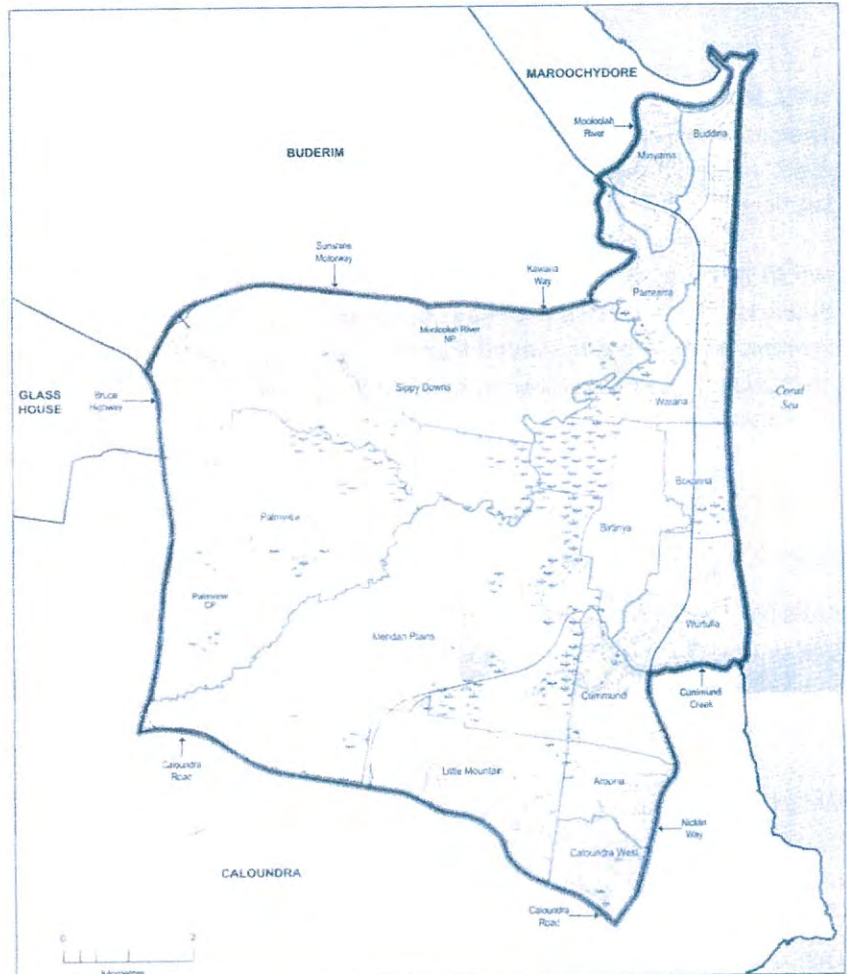 MAROOCHYDORE
Mooloolah
River
Buddina
Minyama
BUDERIM
Sunshine
Motorway
Kawana
Way
Parrearra
Mooloolah River
NP
GLASS
HOUSE
Bruce
Highway
Sippy Downs
Warana
Coral
Sea
Bokarina
Palmview
Birtinya
Palmview
CP
Meridan Plains
Wurtulla
Currimundi
Currimundi
Creek
Caloundra
Road
Little Mountain
Aroona
Nicklin
Way
Caloundra West
CALOUNDRA
Caloundra
Road
0 2
kilometres